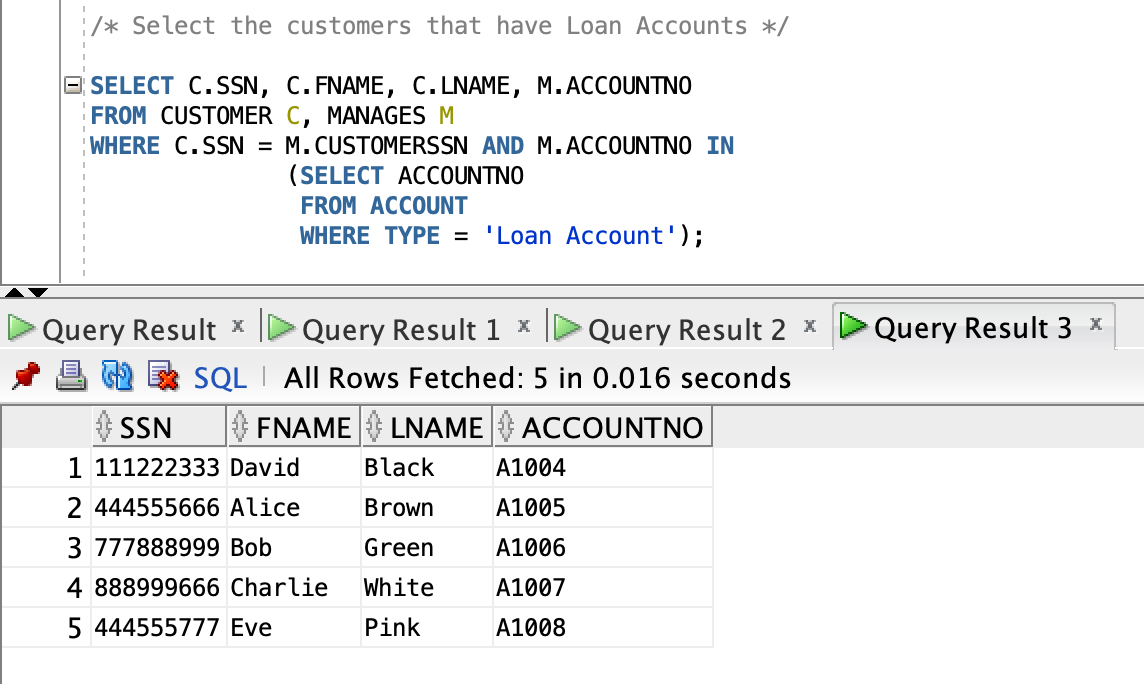 /* Select the customers that have Loan Accounts */
SELECT C.SSN, C.FNAME, C.LNAME, M.ACCOUNTNO
FROM CUSTOMER C, MANAGES M
WHERE C.SSN = M.CUSTOMERSSN AND M.ACCOUNTNO IN
(SELECT ACCOUNTNO
FROM ACCOUNT
WHERE TYPE = 'Loan Account');
Query Result x Query Result 1 x Query Result 2 x Query Result 3 x
SQL All Rows Fetched: 5 in 0.016 seconds
SSN FNAME LNAME ACCOUNTNO
1 111222333 David Black A1004
2 444555666 Alice Brown A1005
3 777888999 Bob Green A1006
4 888999666 Charlie White A1007
5 444555777 Eve Pink A1008